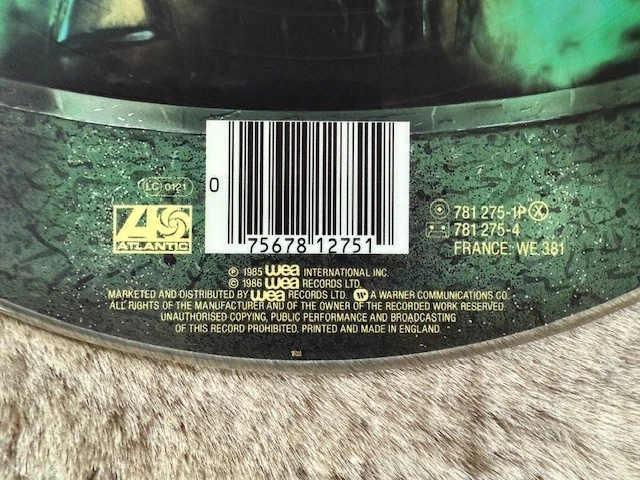 LC 0121
0
75678 12751
ATLANTIC
781 275-1P X
781 275-4
FRANCE: WE 381
℗ 1985 wea INTERNATIONAL INC.
© 1986 wea RECORDS LTD.
MARKETED AND DISTRIBUTED BY wea RECORDS LTD. A WARNER COMMUNICATIONS CO.
ALL RIGHTS OF THE MANUFACTURER AND OF THE OWNER OF THE RECORDED WORK RESERVED.
UNAUTHORISED COPYING, PUBLIC PERFORMANCE AND BROADCASTING
OF THIS RECORD PROHIBITED. PRINTED AND MADE IN ENGLAND.